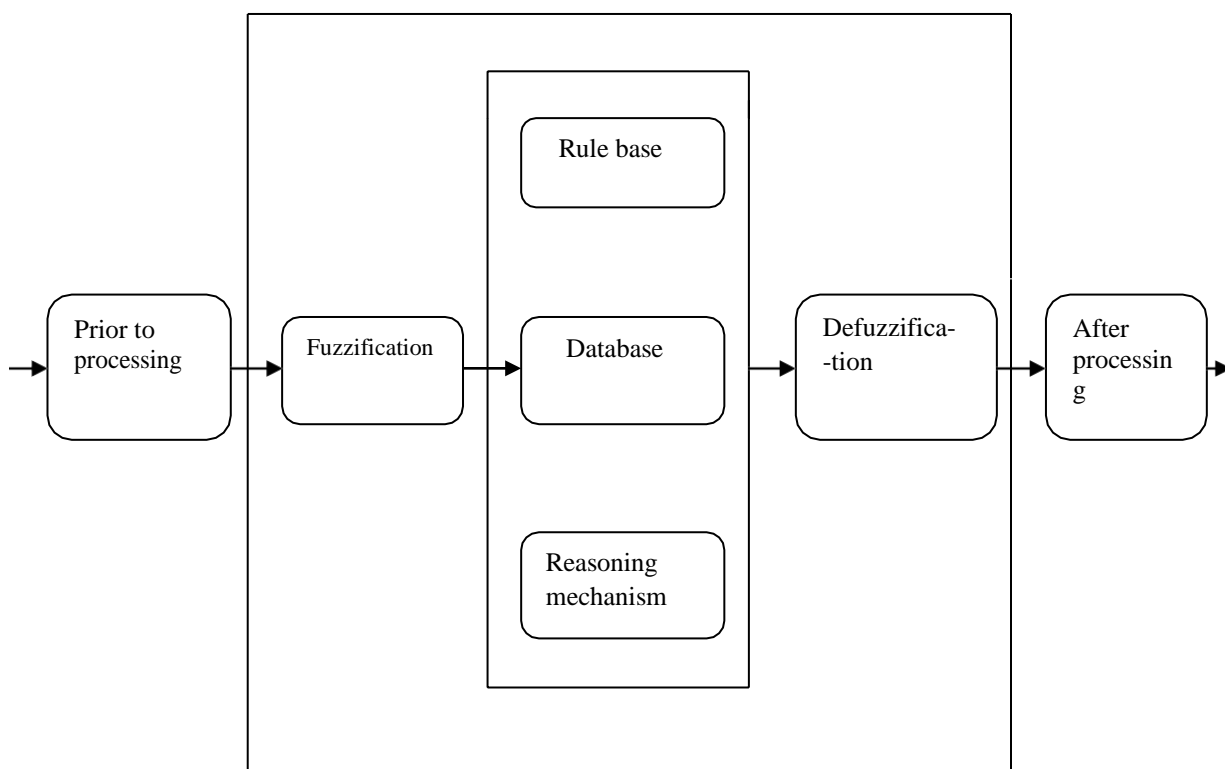 Rule base
Prior to
processing
Fuzzification
Database
Defuzzifica-
-tion
After
processin
g
Reasoning
mechanism